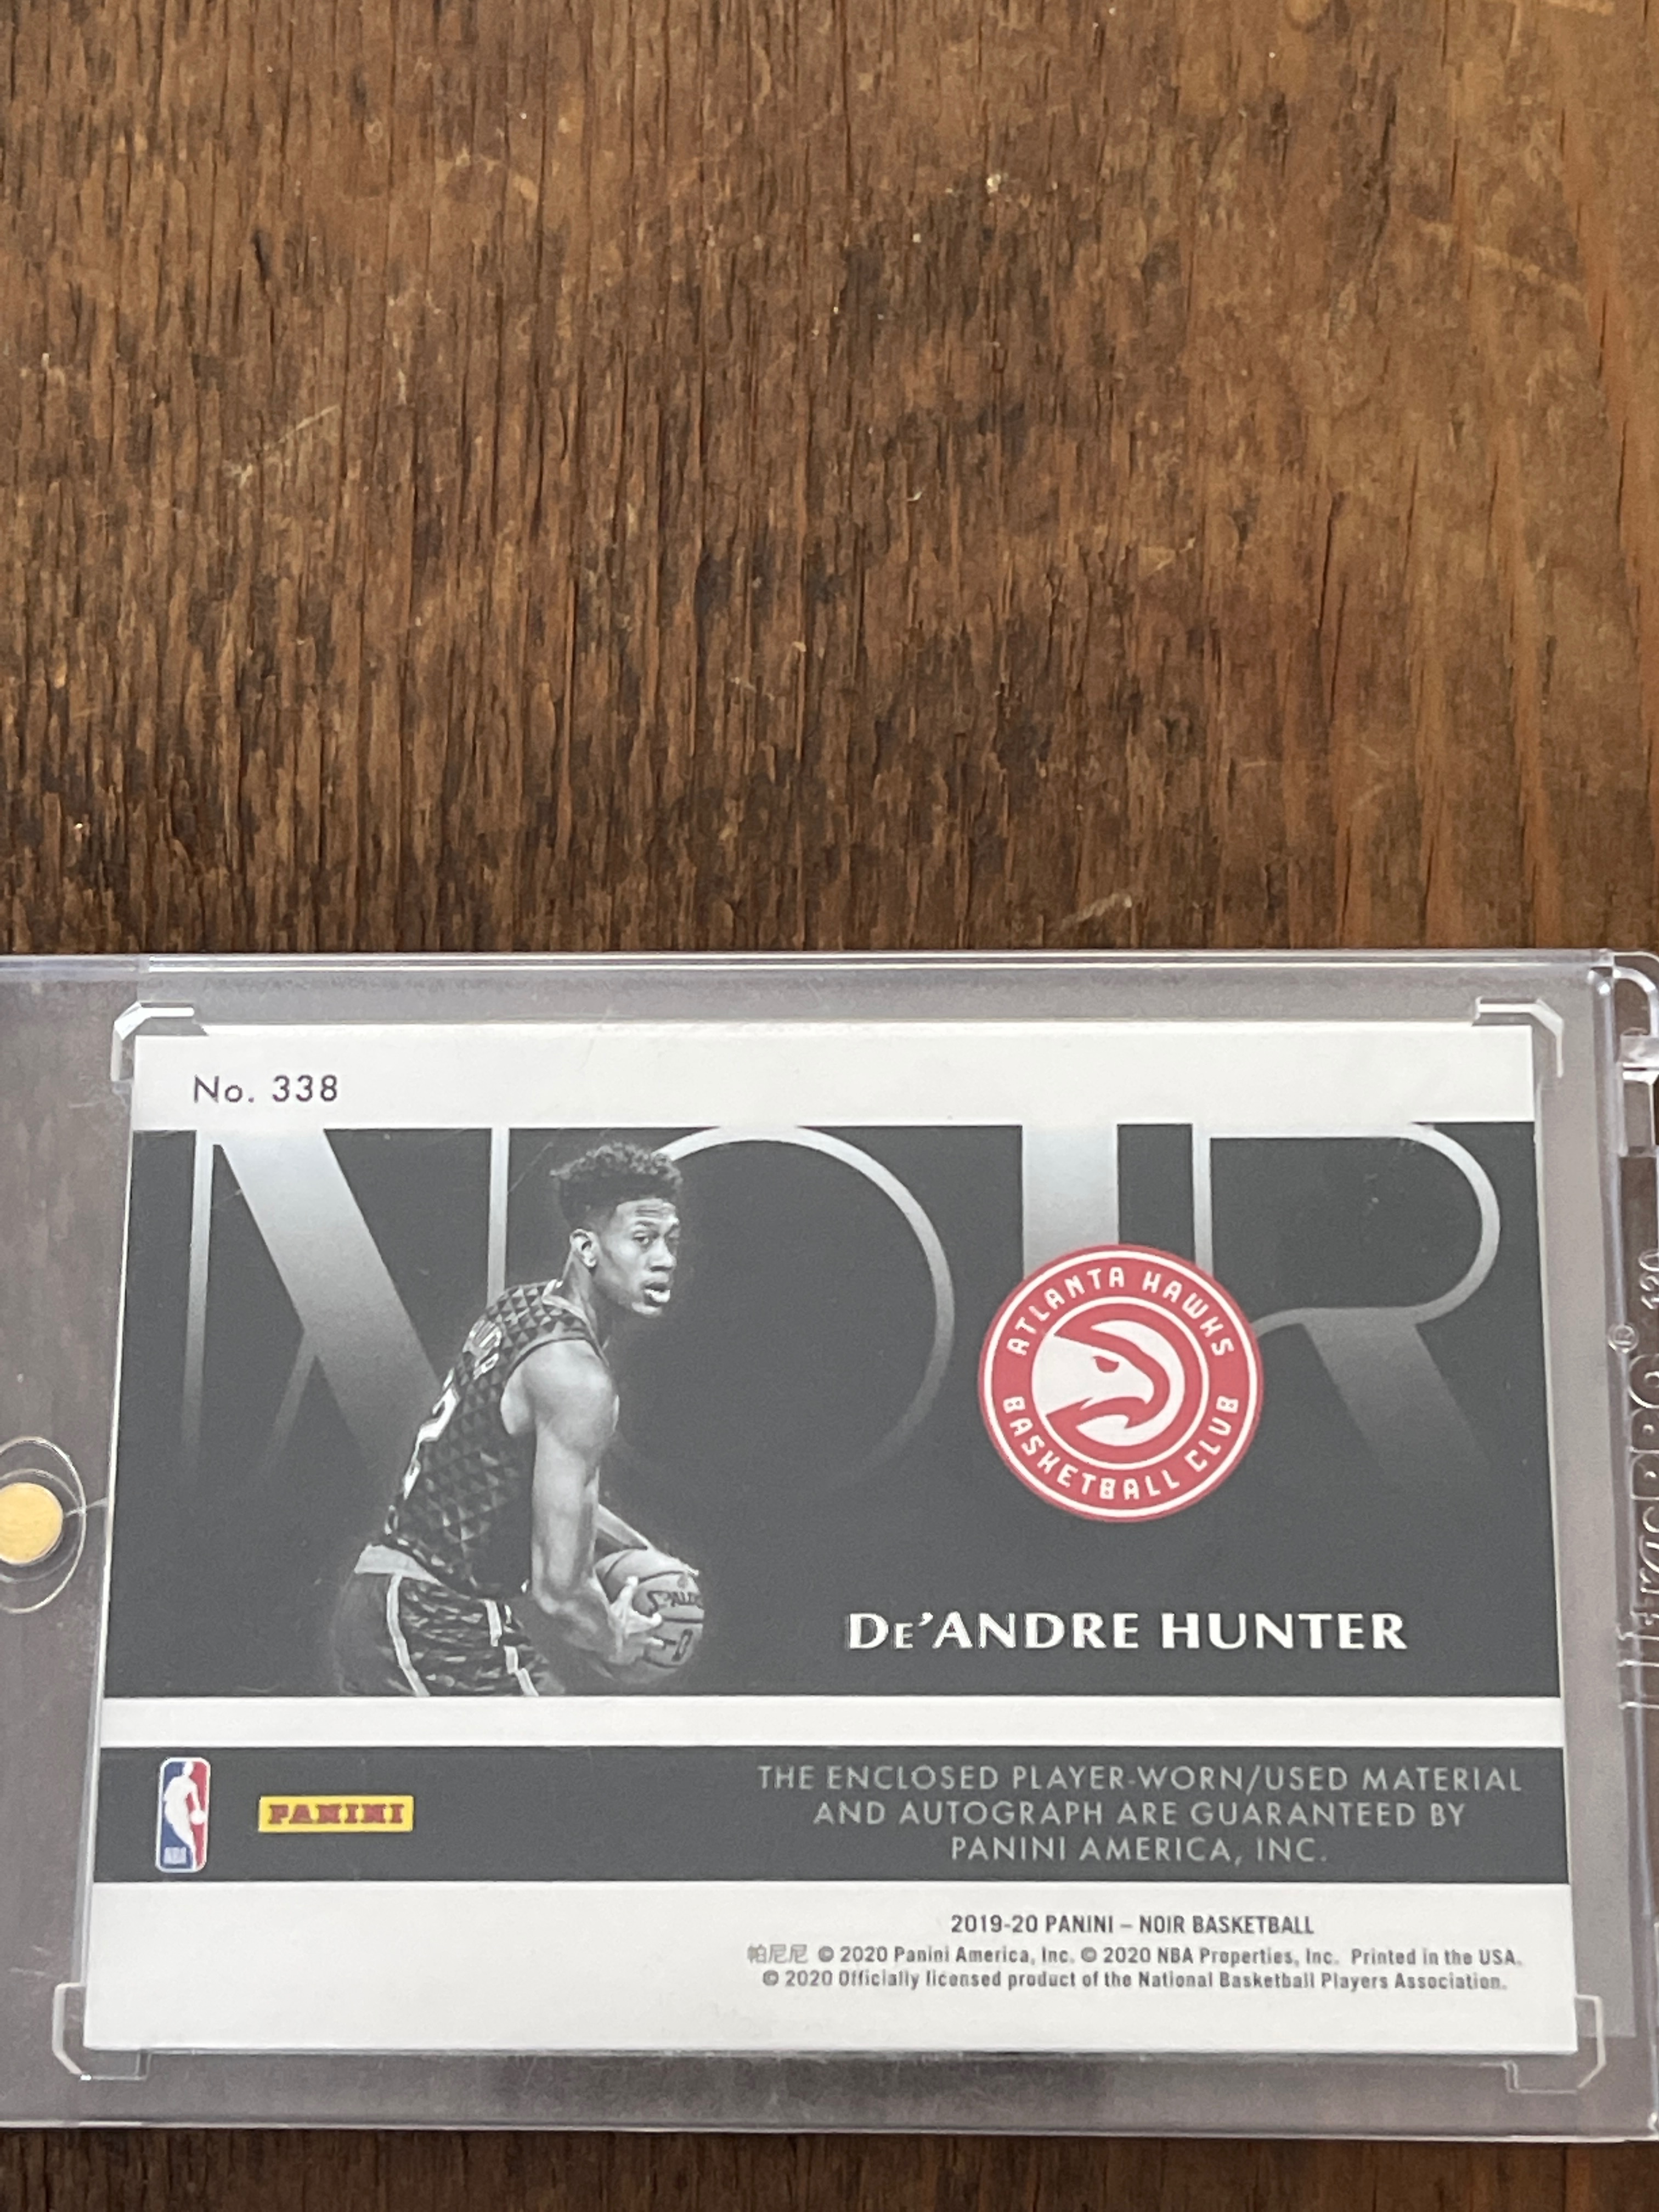 No. 338
NOIR
ATLANTA HAWKS
BASKETBALL CLUB
SPALDING
De'ANDRE HUNTER
NBA
PANINI
THE ENCLOSED PLAYER-WORN/USED MATERIAL
AND AUTOGRAPH ARE GUARANTEED BY
PANINI AMERICA, INC.
2019-20 PANINI – NOIR BASKETBALL
帕尼尼 © 2020 Panini America, Inc. © 2020 NBA Properties, Inc. Printed in the USA.
© 2020 Officially licensed product of the National Basketball Players Association.